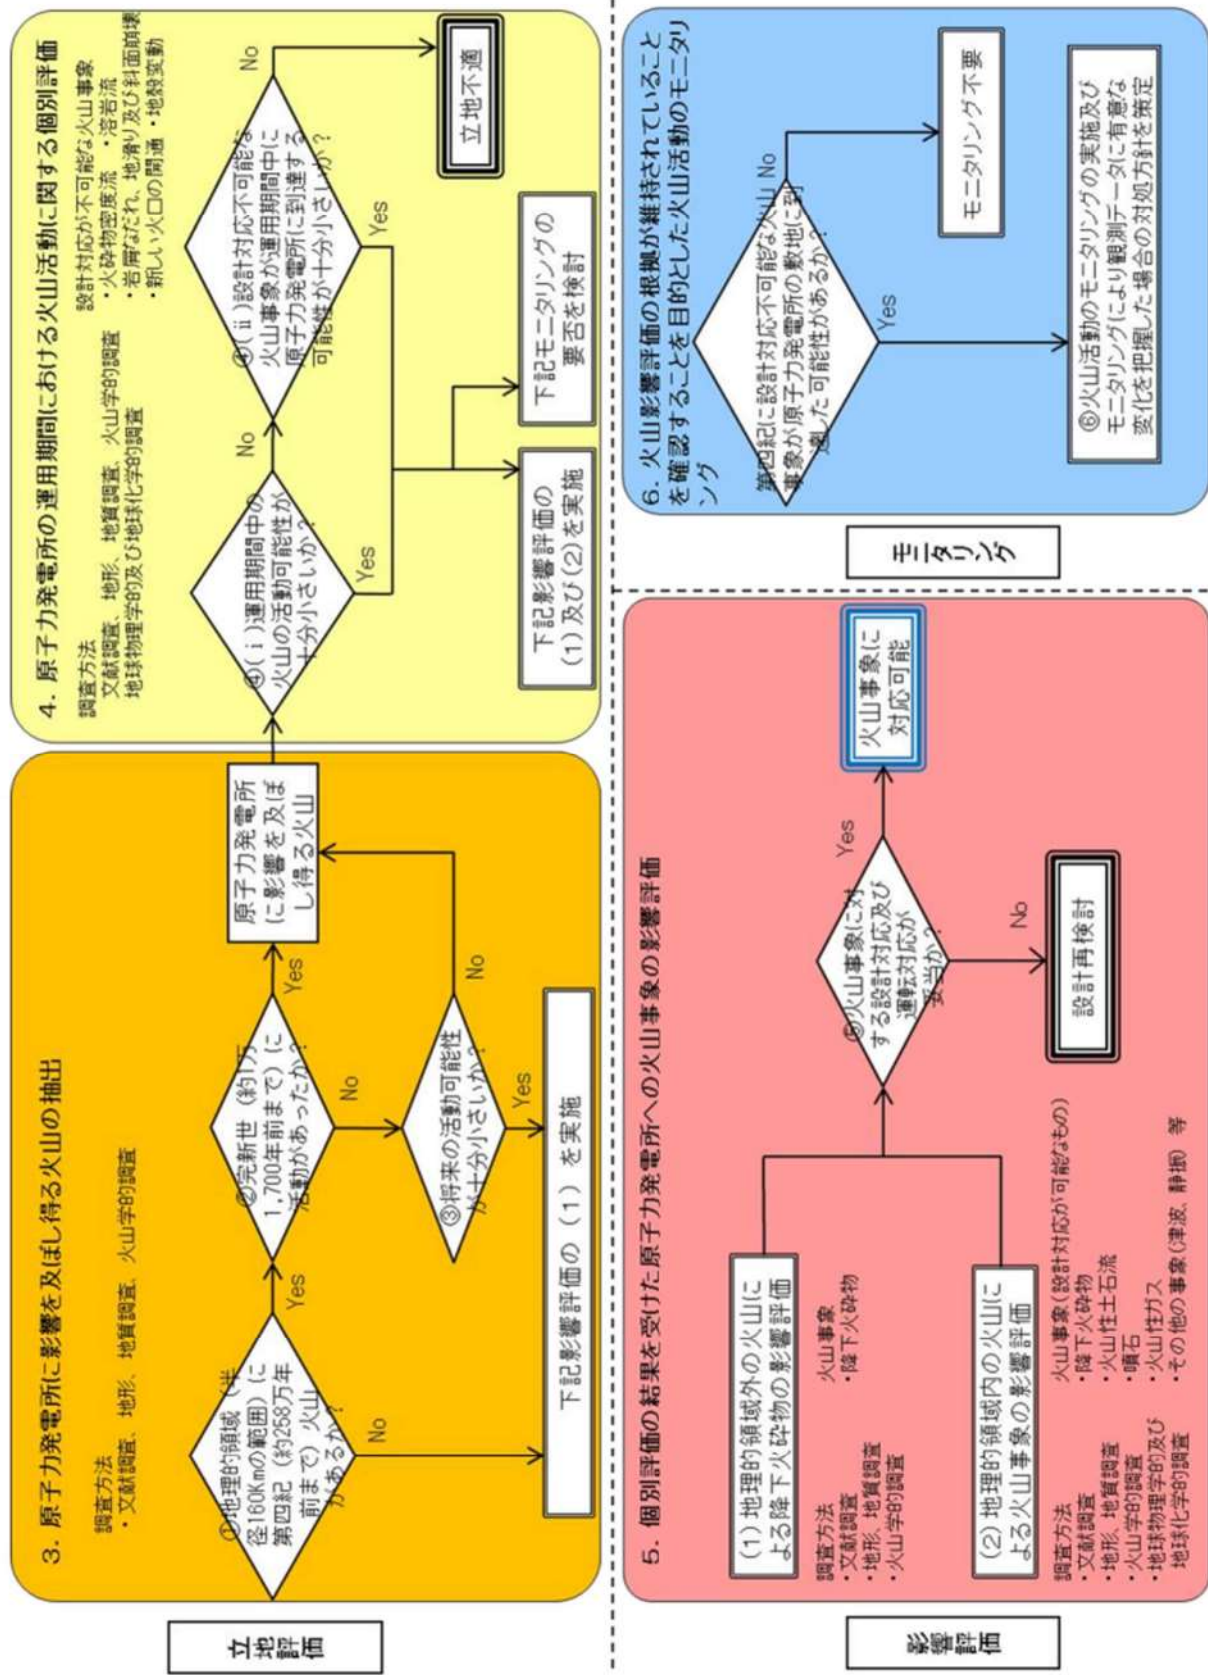 立地評価
3. 原子力発電所に影響を及ぼし得る火山の抽出
調査方法
・文献調査、地形、地質調査、火山学的調査
①地理的領域（半
径160Kmの範囲）に
第四紀（約258万年
前まで）火山
があるか？
Yes
No
②完新世（約1万
1,700年前まで）に
活動があったか？
Yes
No
③将来の活動可能性
が十分小さいか？
No
Yes
原子力発電所
に影響を及ぼ
し得る火山
下記影響評価の（1）を実施
4. 原子力発電所の運用期間における火山活動に関する個別評価
調査方法
文献調査、地形、地質調査、火山学的調査
地球物理学的及び地球化学的調査
設計対応が不可能な火山事象
・火砕物密度流 ・溶岩流
・岩屑なだれ、地滑り及び斜面崩壊
・新しい火口の開通 ・地殻変動
④(ⅰ)運用期間中の
火山の活動可能性が
十分小さいか？
No
Yes
④(ⅱ)設計対応不可能な
火山事象が運用期間中に
原子力発電所に到達する
可能性が十分小さいか？
No
Yes
立地不適
下記影響評価の
(1)及び(2)を実施
下記モニタリングの
要否を検討
影響評価
5. 個別評価の結果を受けた原子力発電所への火山事象の影響評価
(1)地理的領域外の火山に
よる降下火砕物の影響評価
調査方法
・文献調査
・地形、地質調査
・火山学的調査
火山事象
・降下火砕物
(2)地理的領域内の火山に
よる火山事象の影響評価
調査方法
・文献調査
・地形、地質調査
・火山学的調査
・地球物理学的及び
地球化学的調査
火山事象(設計対応が可能なもの)
・降下火砕物
・火山性土石流
・噴石
・火山性ガス
・その他の事象(津波、静振) 等
⑤火山事象に対
する設計対応及び
運転対応が
妥当か？
Yes
No
火山事象に
対応可能
設計再検討
モニタリング
6. 火山影響評価の根拠が維持されていること
を確認することを目的とした火山活動のモニタリ
ング
第四紀に設計対応不可能な火山
事象が原子力発電所の敷地に到
達した可能性があるか？
No
Yes
モニタリング不要
⑥火山活動のモニタリングの実施及び
モニタリングにより観測データに有意な
変化を把握した場合の対処方針を策定